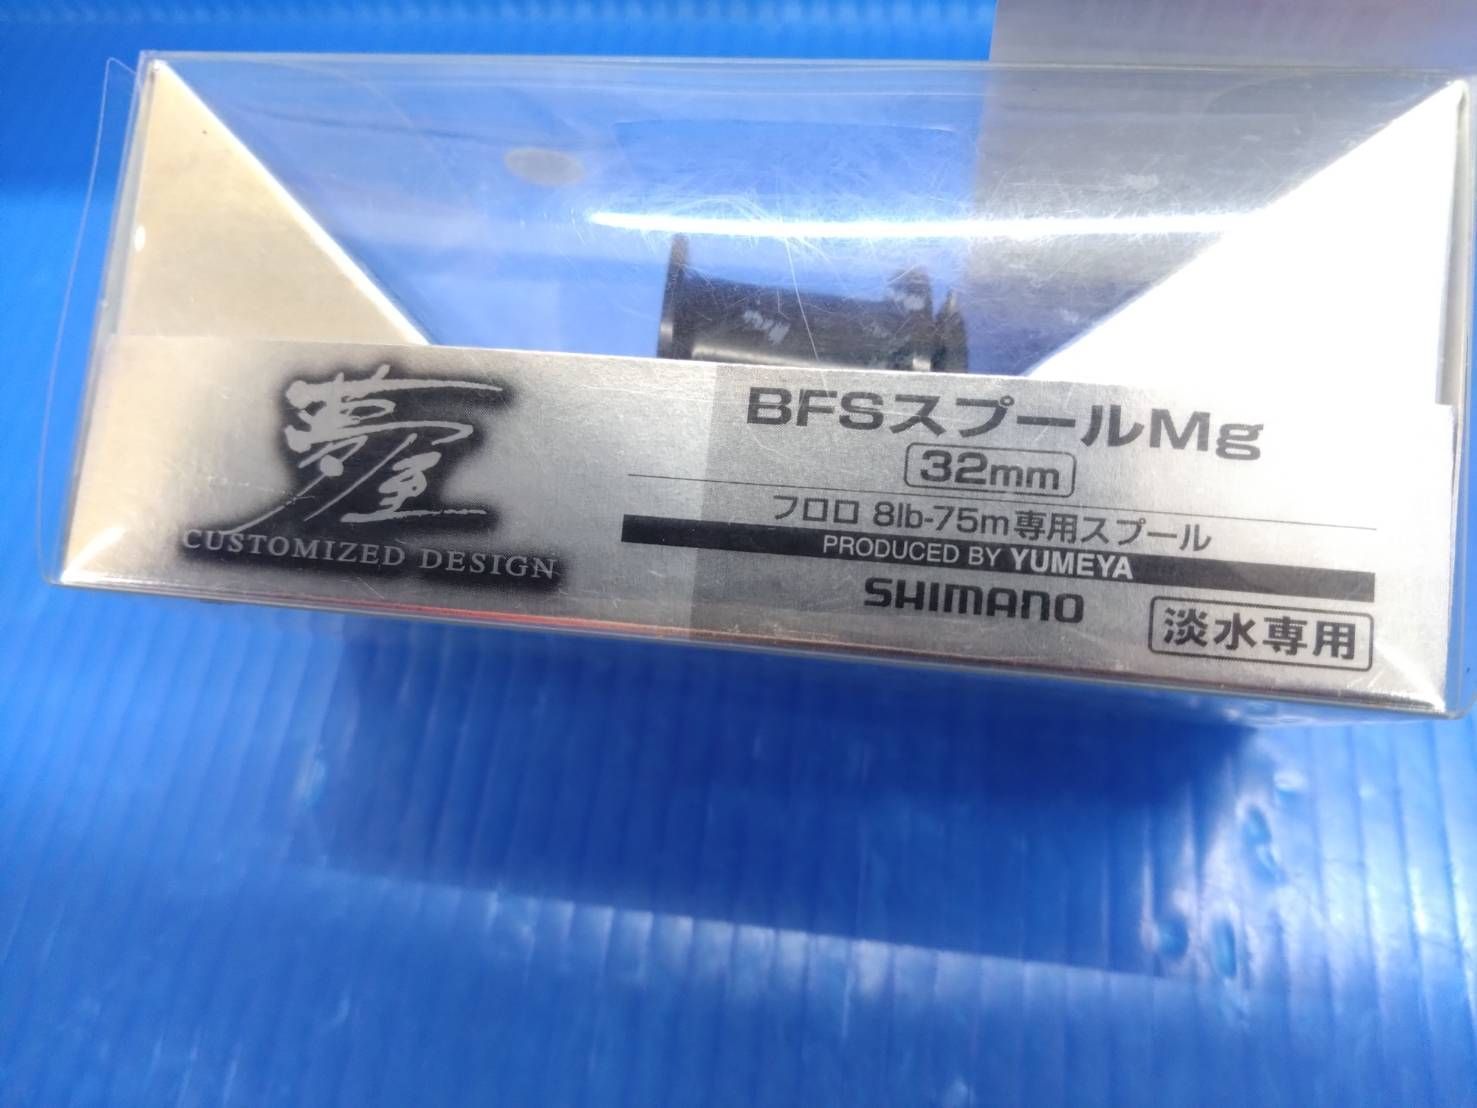 夢屋
CUSTOMIZED DESIGN
BFSスプールMg
32mm
フロロ 8lb-75m専用スプール
PRODUCED BY YUMEYA
SHIMANO
淡水専用